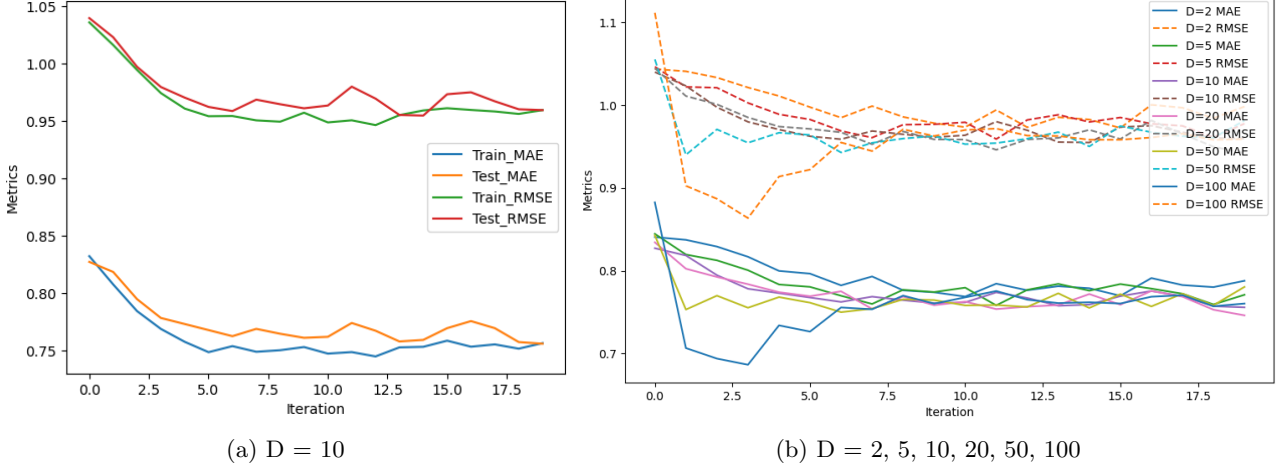 1.05
1.00
0.95
0.90
0.85
0.80
0.75
Metrics
Train_MAE
Test_MAE
Train_RMSE
Test_RMSE
0.0 2.5 5.0 7.5 10.0 12.5 15.0 17.5
Iteration
(a) D = 10
1.1
1.0
0.9
0.8
0.7
Metrics
D=2 MAE
D=2 RMSE
D=5 MAE
D=5 RMSE
D=10 MAE
D=10 RMSE
D=20 MAE
D=20 RMSE
D=50 MAE
D=50 RMSE
D=100 MAE
D=100 RMSE
0.0 2.5 5.0 7.5 10.0 12.5 15.0 17.5
Iteration
(b) D = 2, 5, 10, 20, 50, 100